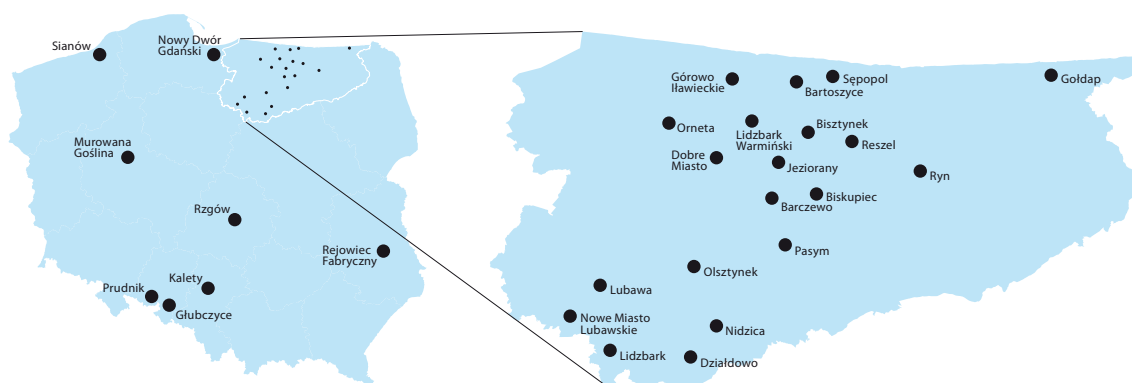 Sianów
Nowy Dwór
Gdański
Murowana
Goślina
Rzgów
Rejowiec
Fabryczny
Kalety
Prudnik
Głubczyce
Górowo
Iławieckie
Bartoszyce
Sępopol
Gołdap
Orneta
Lidzbark
Warmiński
Bisztynek
Reszel
Dobre
Miasto
Jeziorany
Ryn
Barczewo
Biskupiec
Pasym
Olsztynek
Lubawa
Nowe Miasto
Lubawskie
Nidzica
Lidzbark
Działdowo